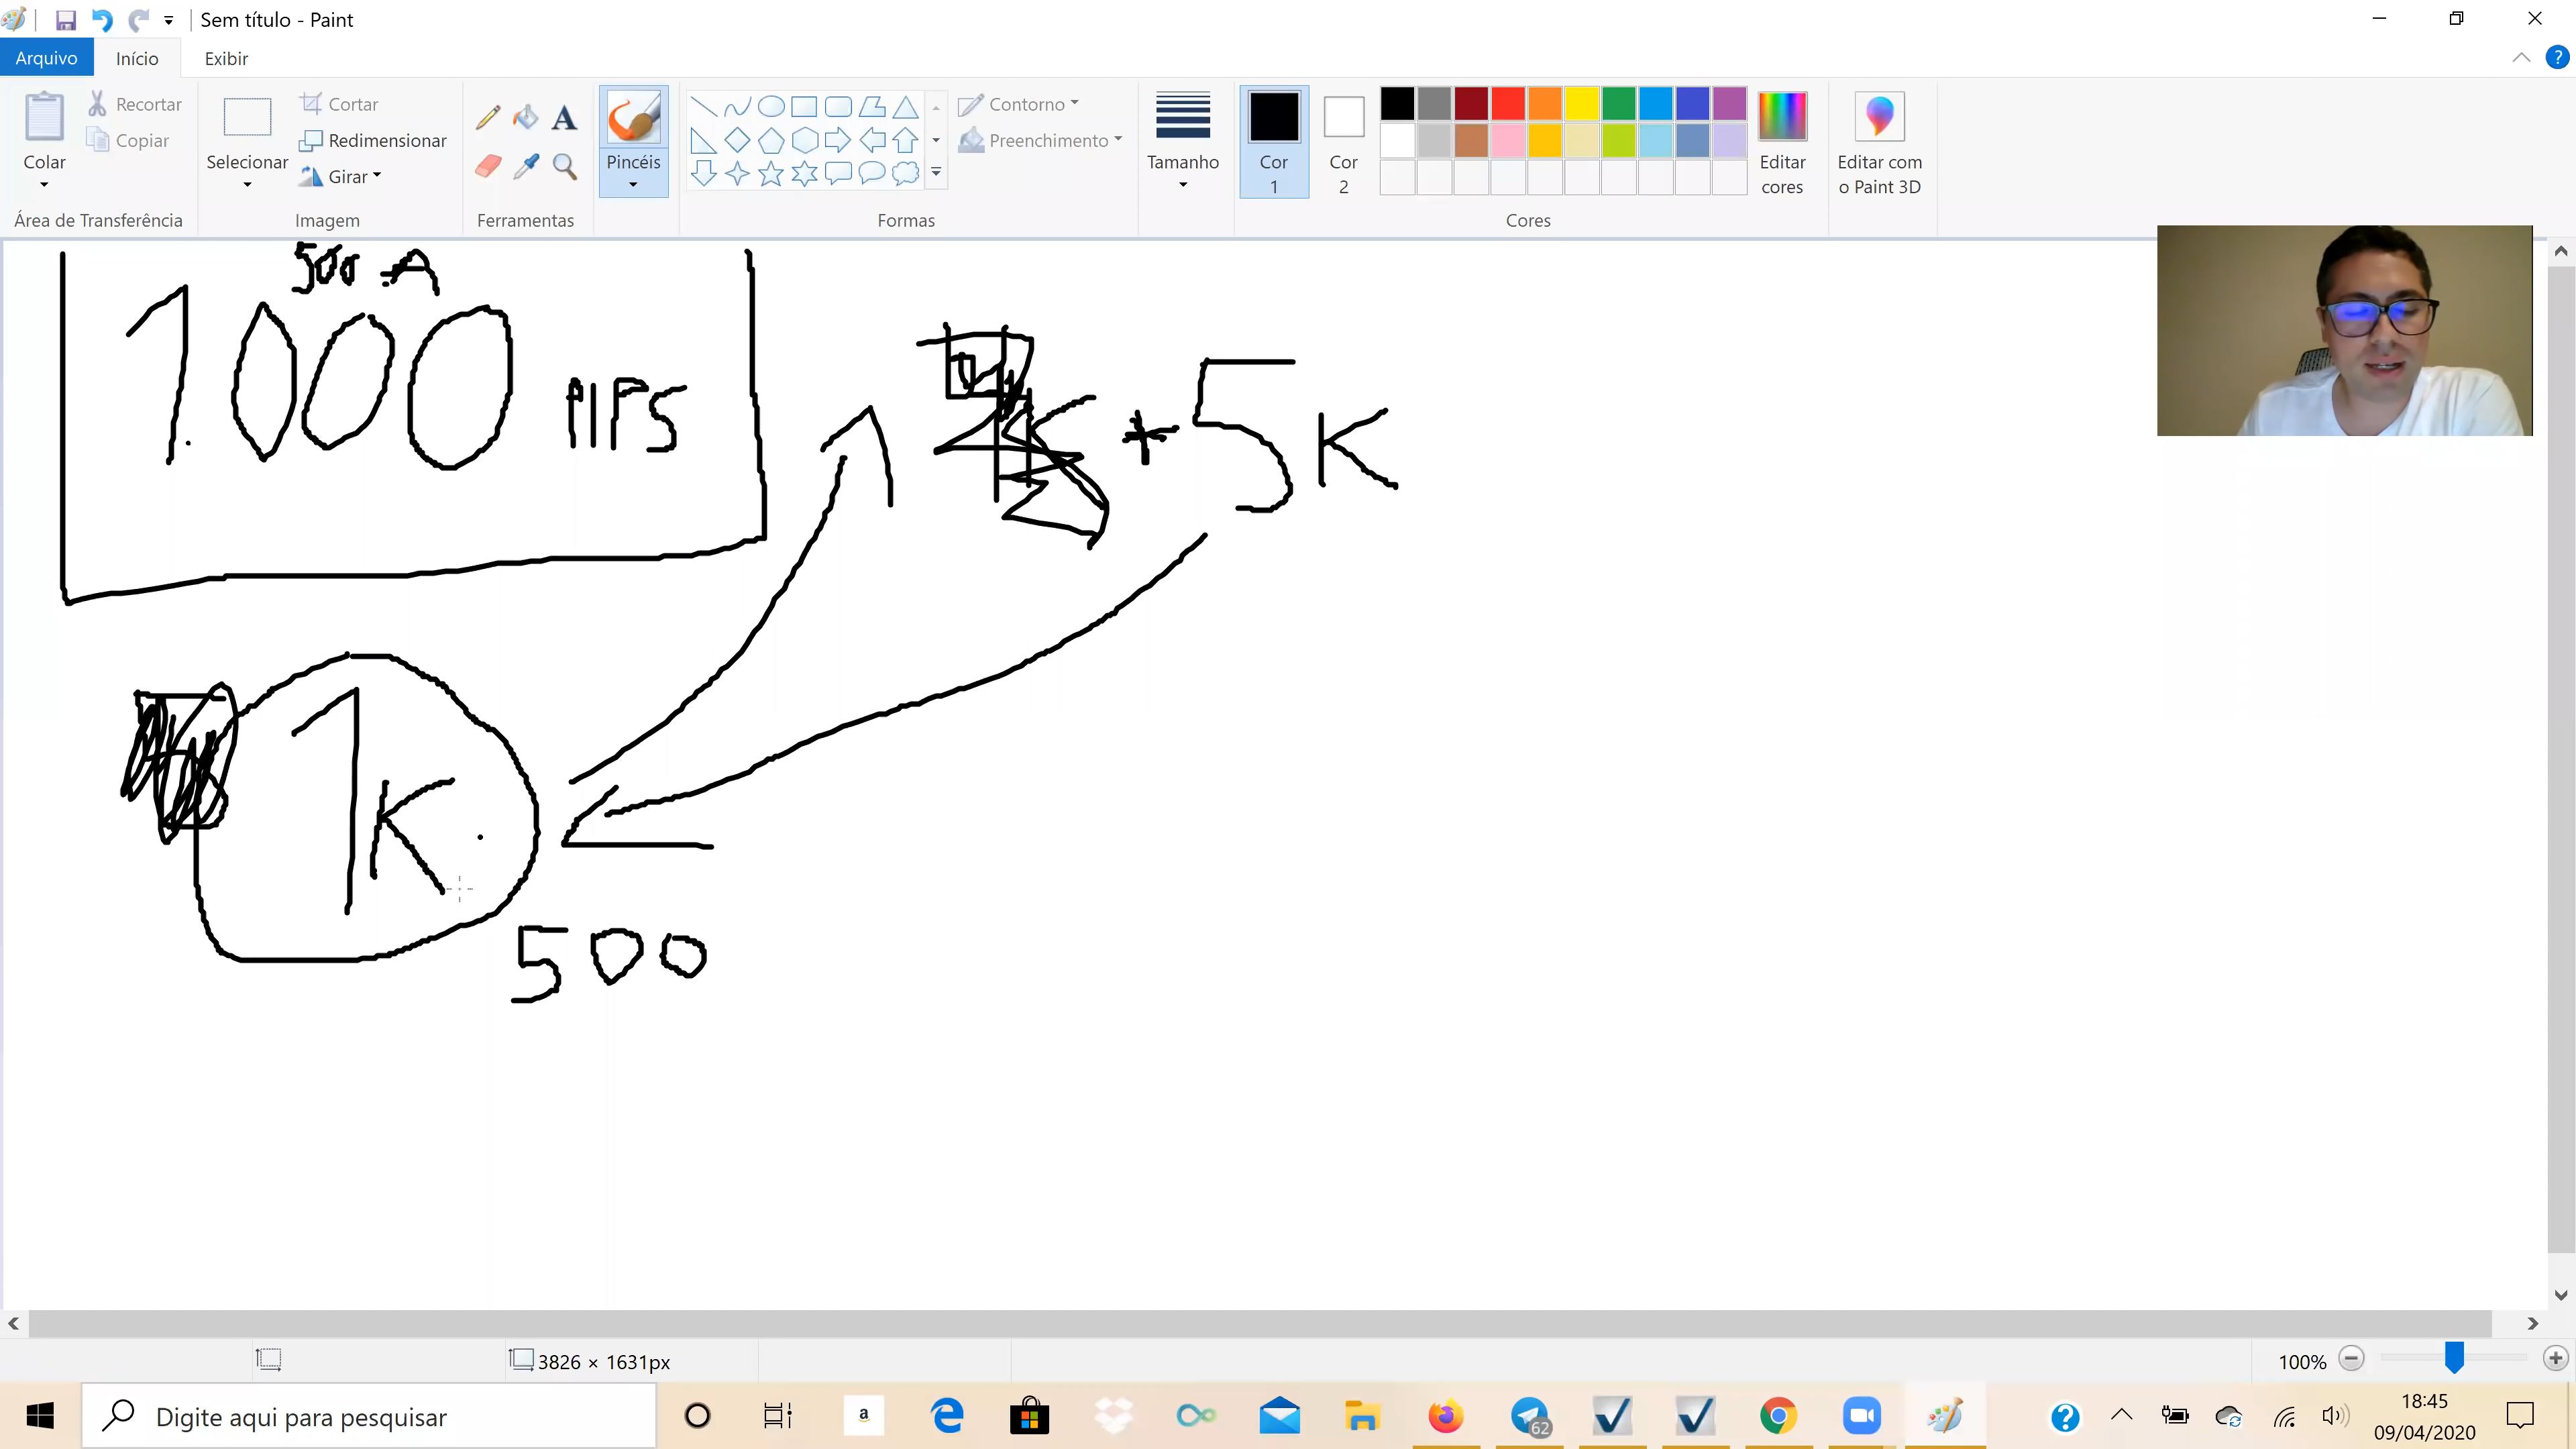 Sem título - Paint
Arquivo
Início
Exibir
Colar
Recortar
Copiar
Área de Transferência
Selecionar
Cortar
Redimensionar
Girar
Imagem
A
Ferramentas
Pincéis
Contorno
Preenchimento
Formas
Tamanho
Cor
1
Cor
2
Editar
cores
Cores
Editar com
o Paint 3D
?
500 A
1.000 PIPS
+ 5K
1K.
500
3826 × 1631px
100%
Digite aqui para pesquisar
a
62
?
18:45
09/04/2020